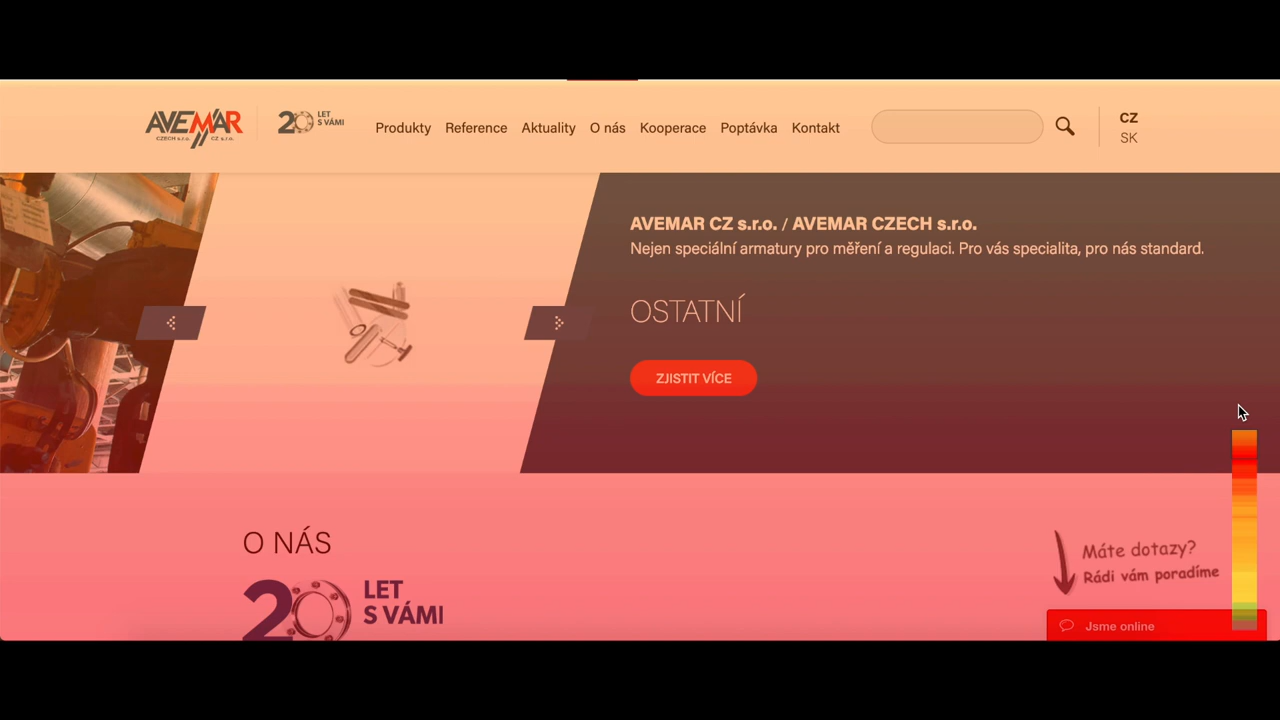 AVEMAR
CZECH s.r.o. CZ s.r.o.
20 LET
S VÁMI
Produkty Reference Aktuality O nás Kooperace Poptávka Kontakt
CZ
SK
AVEMAR CZ s.r.o. / AVEMAR CZECH s.r.o.
Nejen speciální armatury pro měření a regulaci. Pro vás specialita, pro nás standard.
OSTATNÍ
ZJISTIT VÍCE
O NÁS
20 LET
S VÁMI
Máte dotazy?
Rádi vám poradíme
Jsme online